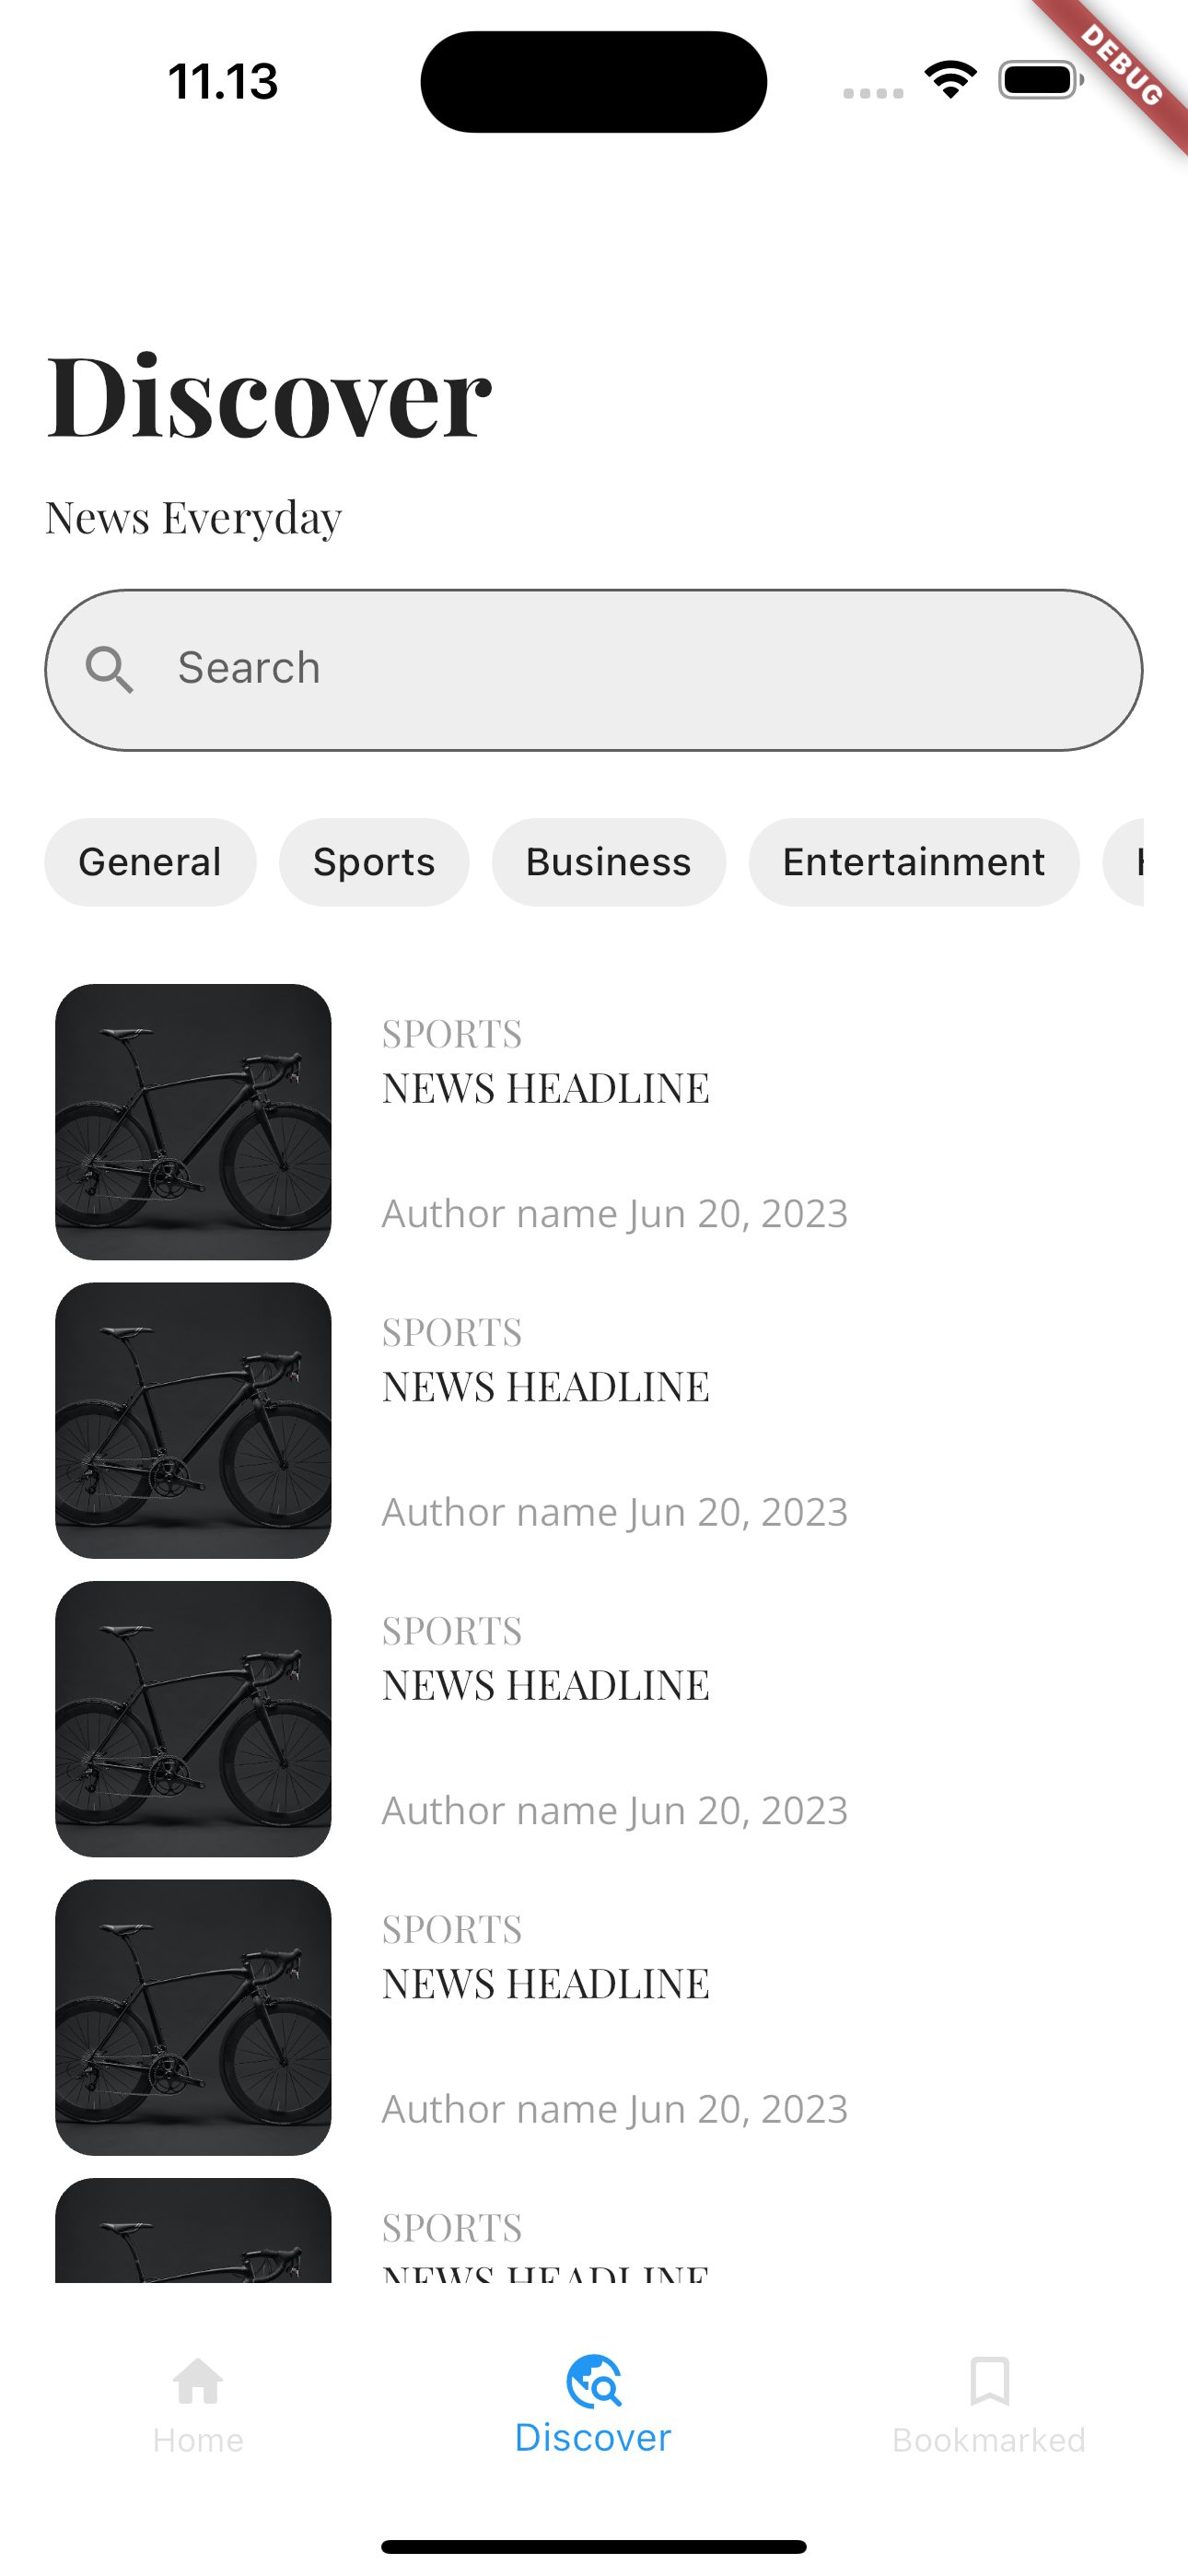 11.13
DEBUG
Discover
News Everyday
Search
General Sports Business Entertainment
SPORTS
NEWS HEADLINE
Author name Jun 20, 2023
SPORTS
NEWS HEADLINE
Author name Jun 20, 2023
SPORTS
NEWS HEADLINE
Author name Jun 20, 2023
SPORTS
NEWS HEADLINE
Author name Jun 20, 2023
SPORTS
NEWS HEADLINE
Home Discover Bookmarked